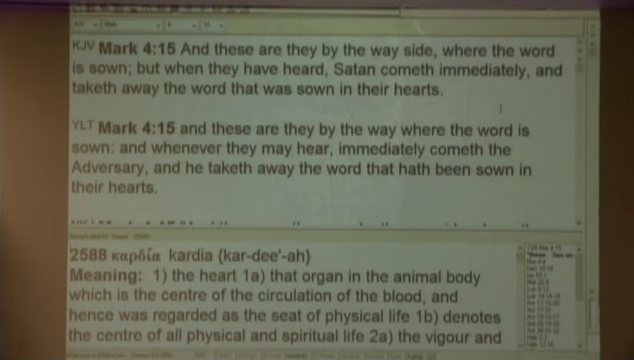 KJV Mark 4:15 And these are they by the way side, where the word
is sown; but when they have heard, Satan cometh immediately, and
taketh away the word that was sown in their hearts.
YLT Mark 4:15 and these are they by the way where the word is
sown: and whenever they may hear, immediately cometh the
Adversary, and he taketh away the word that hath been sown in
their hearts.
2588 καρδία kardia {kar-dee'-ah}
Meaning: 1) the heart 1a) that organ in the animal body
which is the centre of the circulation of the blood, and
hence was regarded as the seat of physical life 1b) denotes
the centre of all physical and spiritual life 2a) the vigour and